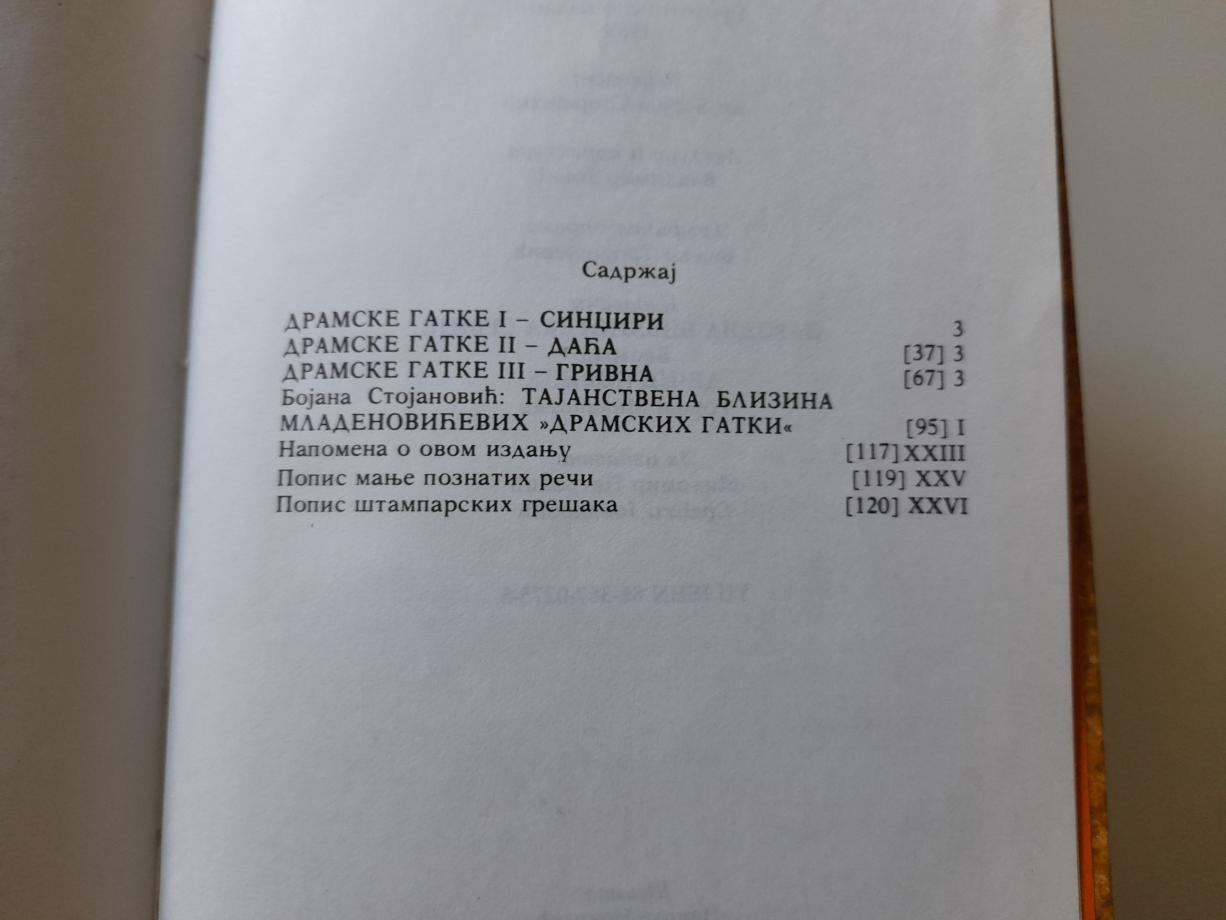 Садржај
ДРАМСКЕ ГАТКЕ I – СИНЏИРИ 3
ДРАМСКЕ ГАТКЕ II – ДАЋА [37] 3
ДРАМСКЕ ГАТКЕ III – ГРИВНА [67] 3
Бојана Стојановић: ТАЈАНСТВЕНА БЛИЗИНА
МЛАДЕНОВИЋЕВИХ »ДРАМСКИХ ГАТКИ« [95] I
Напомена о овом издању [117] XXIII
Попис мање познатих речи [119] XXV
Попис штампарских грешака [120] XXVI